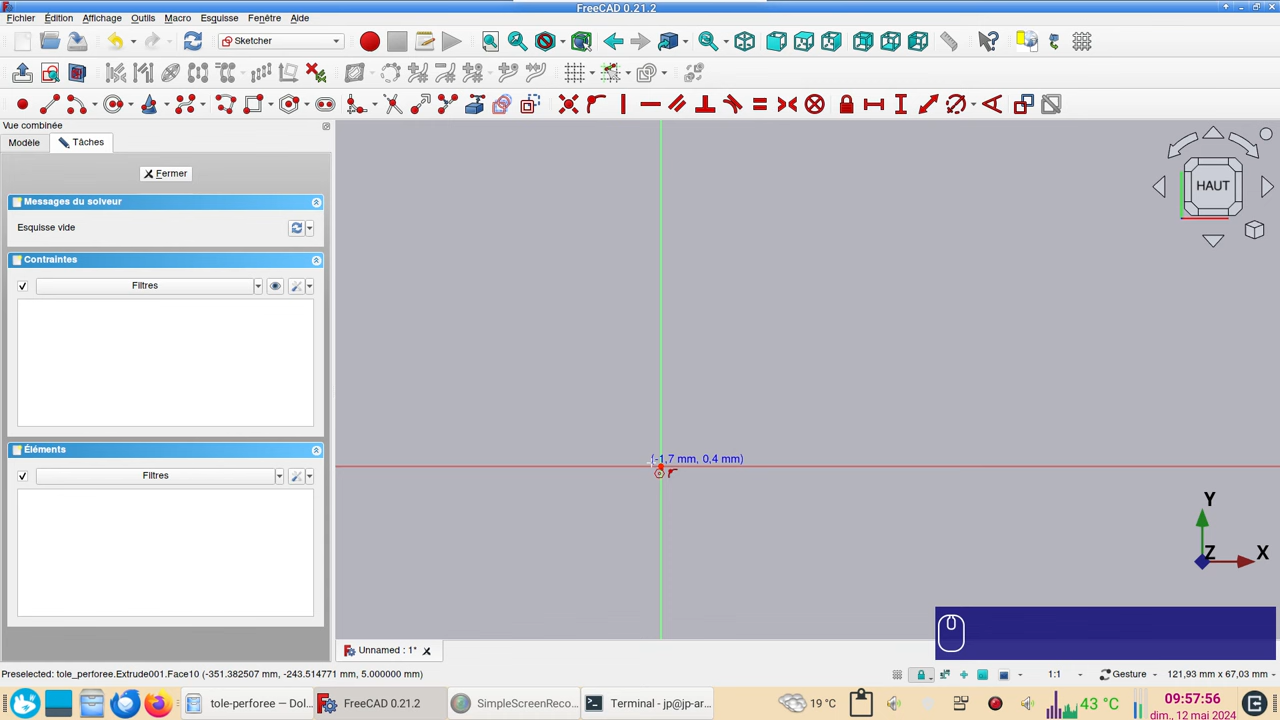 FreeCAD 0.21.2
Fichier Édition Affichage Outils Macro Esquisse Fenêtre Aide
Sketcher
Vue combinée
Modèle Tâches
Fermer
Messages du solveur
Esquisse vide
Contraintes
Filtres
Éléments
Filtres
HAUT
(-1,7 mm, 0,4 mm)
Y
Z X
Unnamed : 1*
Preselected: tole_perforee.Extrude001.Face10 (-351.382507 mm, -243.514771 mm, 5.000000 mm)
1:1 Gesture 121,93 mm x 67,03 mm
tole-perforee — Dol... FreeCAD 0.21.2 SimpleScreenReco... Terminal - jp@jp-ar... 19 °C 43 °C
09:57:56
dim., 12 mai 2024